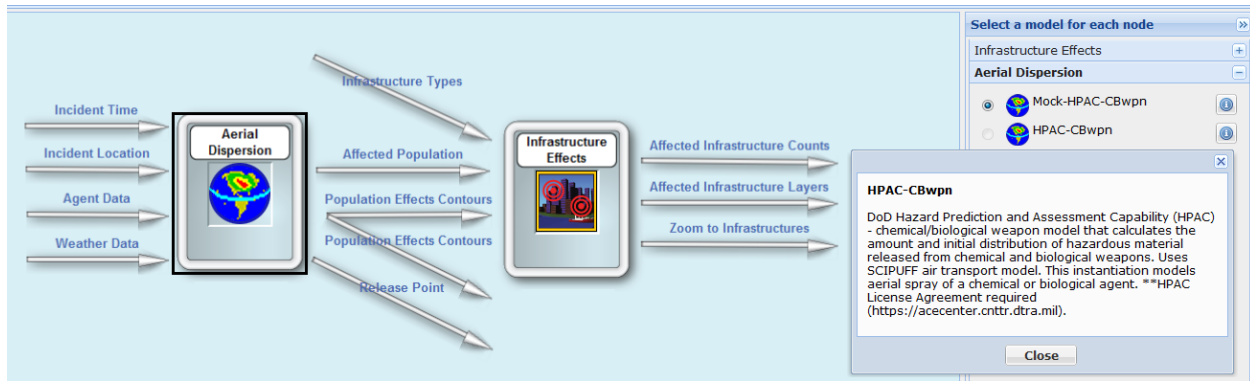 Select a model for each node
Infrastructure Effects
Aerial Dispersion
Mock-HPAC-CBwpn
HPAC-CBwpn
Infrastructure Types
Incident Time
Incident Location
Agent Data
Weather Data
Aerial
Dispersion
Affected Population
Population Effects Contours
Population Effects Contours
Release Point
Infrastructure
Effects
Affected Infrastructure Counts
Affected Infrastructure Layers
Zoom to Infrastructures
HPAC-CBwpn
DoD Hazard Prediction and Assessment Capability (HPAC)
- chemical/biological weapon model that calculates the
amount and initial distribution of hazardous material
released from chemical and biological weapons. Uses
SCIPUFF air transport model. This instantiation models
aerial spray of a chemical or biological agent. **HPAC
License Agreement required
(https://acecenter.cnttr.dtra.mil).
Close